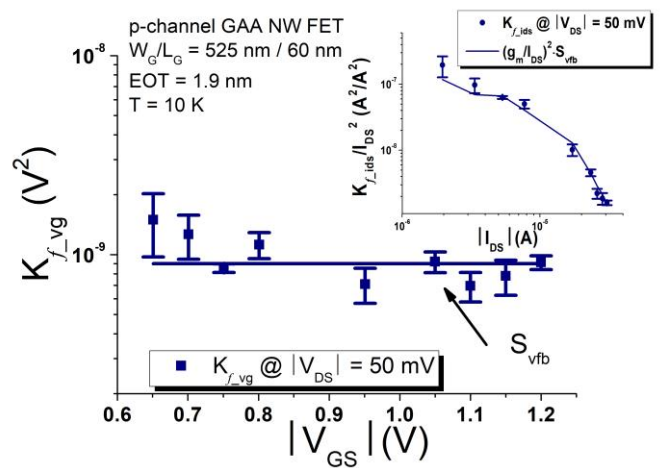 p-channel GAA NW FET
W_G/L_G = 525 nm / 60 nm
EOT = 1.9 nm
T = 10 K
K_f_ids @ |V_DS| = 50 mV
(g_m/I_DS)²·S_vfb
K_f_ids/I_DS² (A²/A²)
10⁻⁷
10⁻⁸
10⁻⁶
10⁻⁵
|I_DS|(A)
K_f_vg (V²)
10⁻⁸
10⁻⁹
S_vfb
K_f_vg @ |V_DS| = 50 mV
0.6 0.7 0.8 0.9 1.0 1.1 1.2
|V_GS|(V)